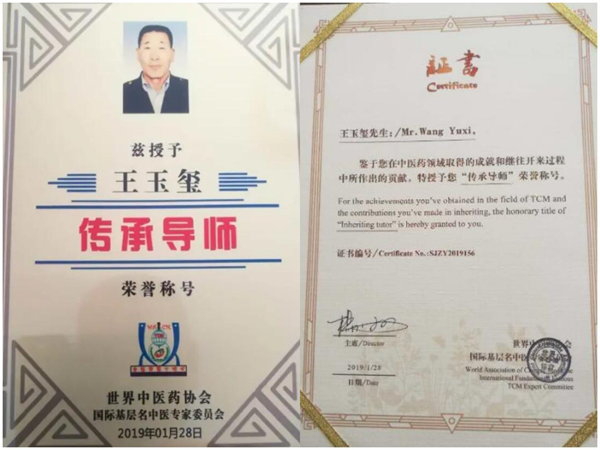 兹授予
王玉玺
传承导师
荣誉称号
世界中医药协会
国际基层名中医专家委员会
2019年01月28日
证书
Certificate
王玉玺先生:/Mr.Wang Yuxi,
鉴于您在中医药领域取得的成就和继往开来过程
中所作出的贡献。特授予您“传承导师”荣誉称号。
For the achievements you've obtained in the field of TCM and
the contributions you've made in inheriting, the honorary title of
"Inheriting tutor" is hereby granted to you.
证书编号/Certificate No.:SJZY2019156
主席/Director
2019/1/28
日期/Date
世界中
国际基层名中医
World Association of
International
TCM Expert Committee